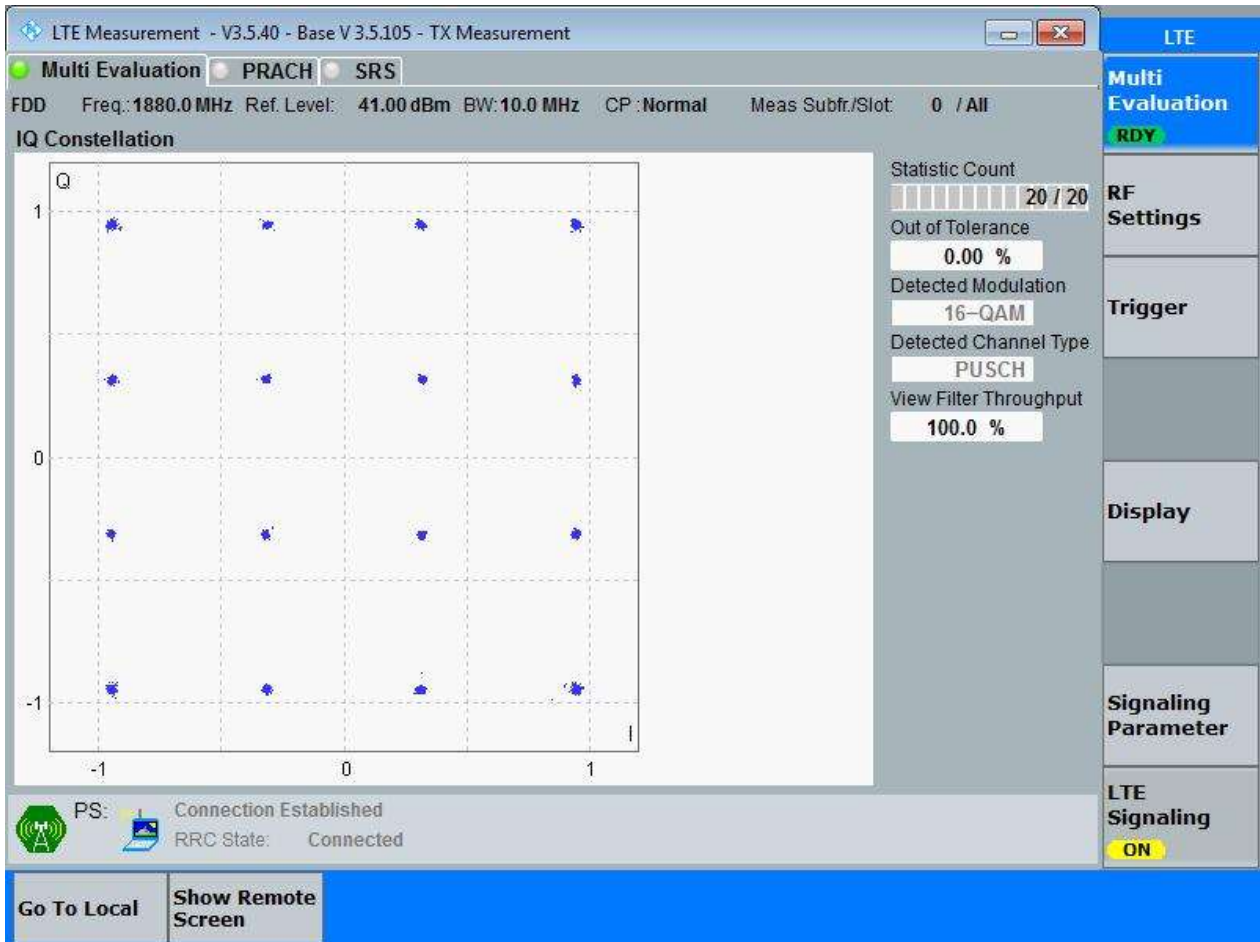 LTE Measurement - V3.5.40 - Base V 3.5.105 - TX Measurement
LTE
Multi Evaluation PRACH SRS
FDD Freq.: 1880.0 MHz Ref. Level: 41.00 dBm BW: 10.0 MHz CP : Normal Meas Subfr./Slot: 0 / All
IQ Constellation
Q
1
0
-1
I
-1 0 1
Statistic Count
20 / 20
Out of Tolerance
0.00 %
Detected Modulation
16-QAM
Detected Channel Type
PUSCH
View Filter Throughput
100.0 %
Multi
Evaluation
RDY
RF
Settings
Trigger
Display
Signaling
Parameter
LTE
Signaling
ON
PS: Connection Established
RRC State: Connected
Go To Local
Show Remote
Screen